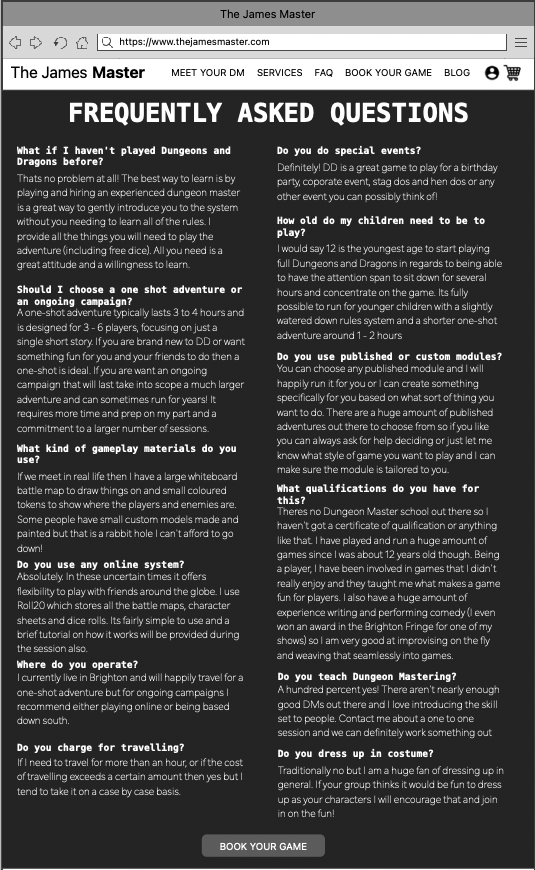 The James Master
https://www.thejamesmaster.com
The James Master
MEET YOUR DM SERVICES FAQ BOOK YOUR GAME BLOG
FREQUENTLY ASKED QUESTIONS
What if I haven't played Dungeons and
Dragons before?
Thats no problem at all! The best way to learn is by
playing and hiring an experienced dungeon master
is a great way to gently introduce you to the system
without you needing to learn all of the rules. I
provide all the things you will need to play the
adventure (including free dice). All you need is a
great attitude and a willingness to learn.
Should I choose a one shot adventure or
an ongoing campaign?
A one-shot adventure typically lasts 3 to 4 hours and
is designed for 3 - 6 players, focusing on just a
single short story. If you are brand new to DD or want
something fun for you and your friends to do then a
one-shot is ideal. If you are want an ongoing
campaign that will last take into scope a much larger
adventure and can sometimes run for years! It
requires more time and prep on my part and a
commitment to a larger number of sessions.
What kind of gameplay materials do you
use?
If we meet in real life then I have a large whiteboard
battle map to draw things on and small coloured
tokens to show where the players and enemies are.
Some people have small custom models made and
painted but that is a rabbit hole I can't afford to go
down!
Do you use any online system?
Absolutely. In these uncertain times it offers
flexibility to play with friends around the globe. I use
Roll20 which stores all the battle maps, character
sheets and dice rolls. Its fairly simple to use and a
brief tutorial on how it works will be provided during
the session also.
Where do you operate?
I currently live in Brighton and will happily travel for a
one-shot adventure but for ongoing campaigns I
recommend either playing online or being based
down south.
Do you charge for travelling?
If I need to travel for more than an hour, or if the cost
of travelling exceeds a certain amount then yes but I
tend to take it on a case by case basis.
Do you do special events?
Definitely! DD is a great game to play for a birthday
party, coporate event, stag dos and hen dos or any
other event you can possibly think of!
How old do my children need to be to
play?
I would say 12 is the youngest age to start playing
full Dungeons and Dragons in regards to being able
to have the attention span to sit down for several
hours and concentrate on the game. Its fully
possible to run for younger children with a slightly
watered down rules system and a shorter one-shot
adventure around 1 - 2 hours
Do you use published or custom modules?
You can choose any published module and I will
happily run it for you or I can create something
specifically for you based on what sort of thing you
want to do. There are a huge amount of published
adventures out there to choose from so if you like
you can always ask for help deciding or just let me
know what style of game you want to play and I can
make sure the module is tailored to you.
What qualifications do you have for
this?
Theres no Dungeon Master school out there so I
haven't got a certificate of qualification or anything
like that. I have played and run a huge amount of
games since I was about 12 years old though. Being
a player, I have been involved in games that I didn't
really enjoy and they taught me what makes a game
fun for players. I also have a huge amount of
experience writing and performing comedy (I even
won an award in the Brighton Fringe for one of my
shows) so I am very good at improvising on the fly
and weaving that seamlessly into games.
Do you teach Dungeon Mastering?
A hundred percent yes! There aren't nearly enough
good DMs out there and I love introducing the skill
set to people. Contact me about a one to one
session and we can definitely work something out
Do you dress up in costume?
Traditionally no but I am a huge fan of dressing up in
general. If your group thinks it would be fun to dress
up as your characters I will encourage that and join
in on the fun!
BOOK YOUR GAME